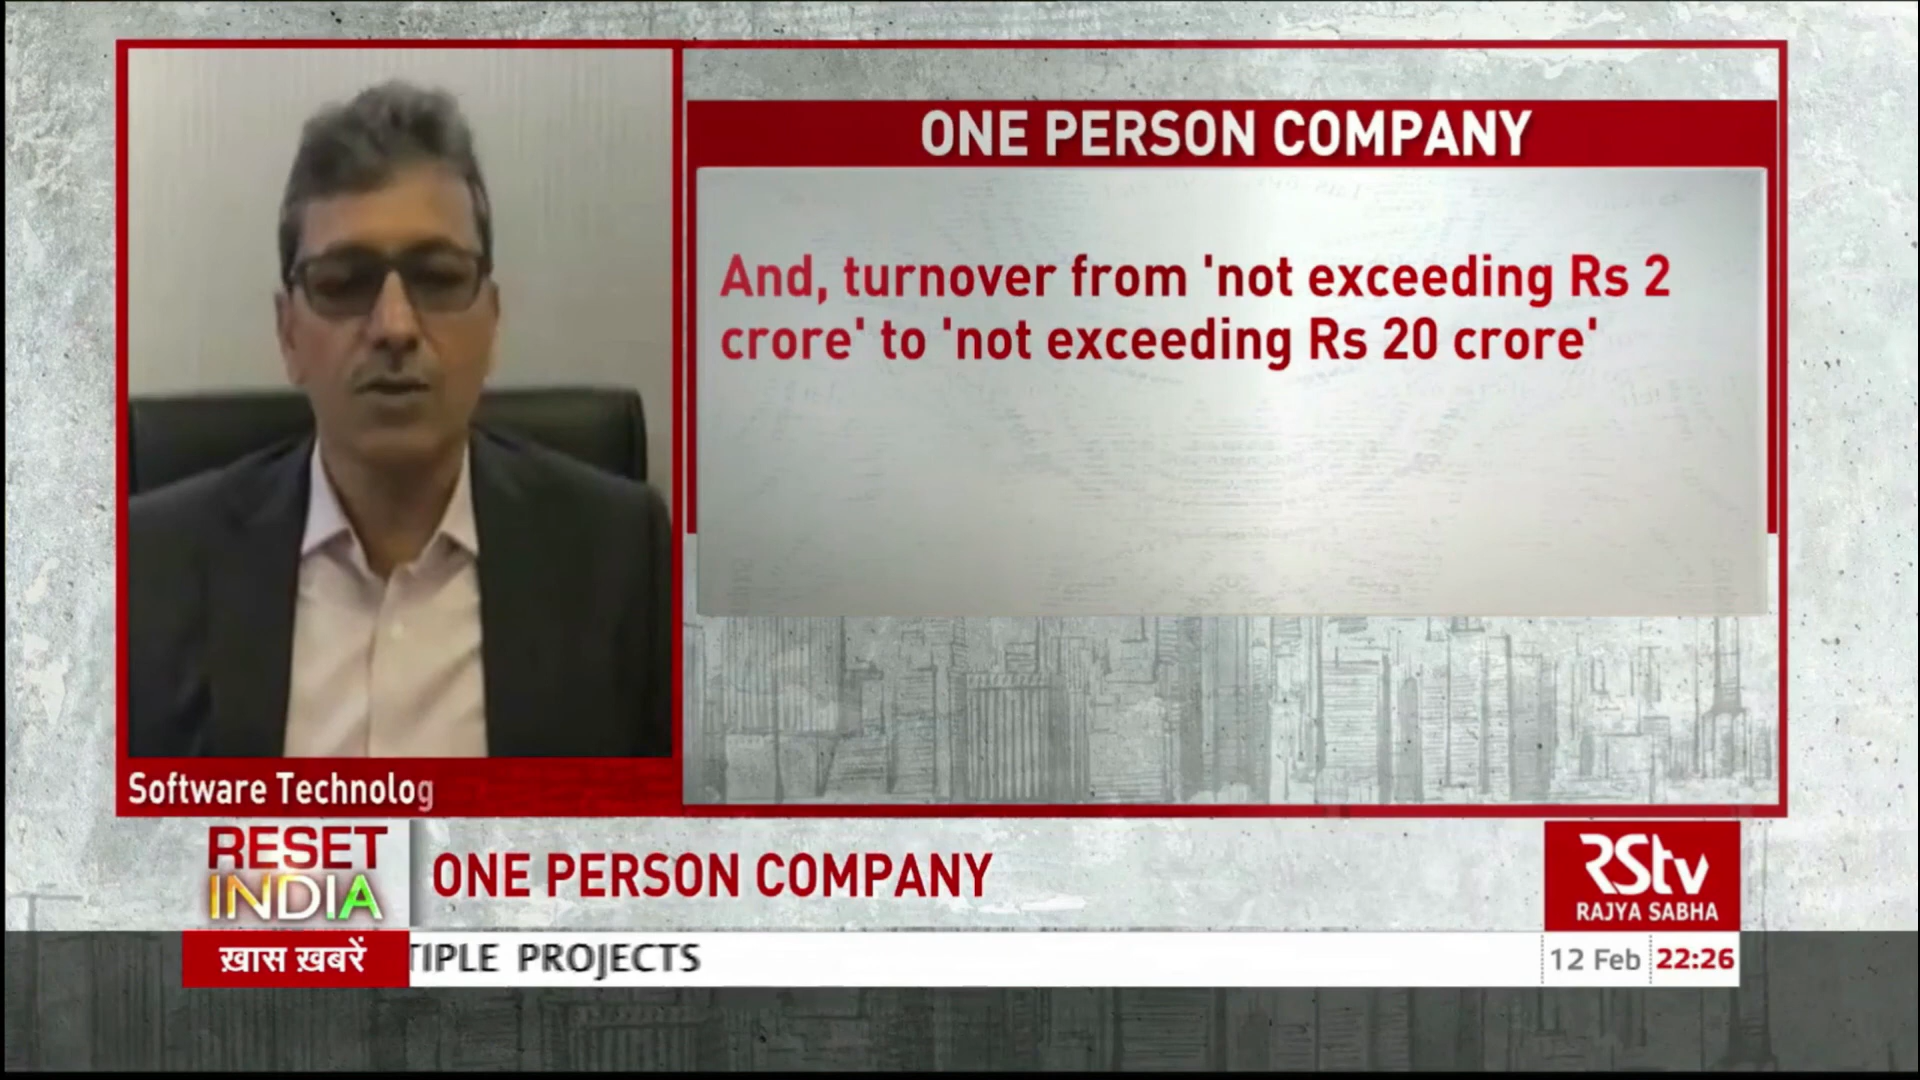 ONE PERSON COMPANY
And, turnover from 'not exceeding Rs 2
crore' to 'not exceeding Rs 20 crore'
Software Technolog
RESET
INDIA
ONE PERSON COMPANY
RStv
RAJYA SABHA
ख़ास ख़बरें
TIPLE PROJECTS
12 Feb
22:26